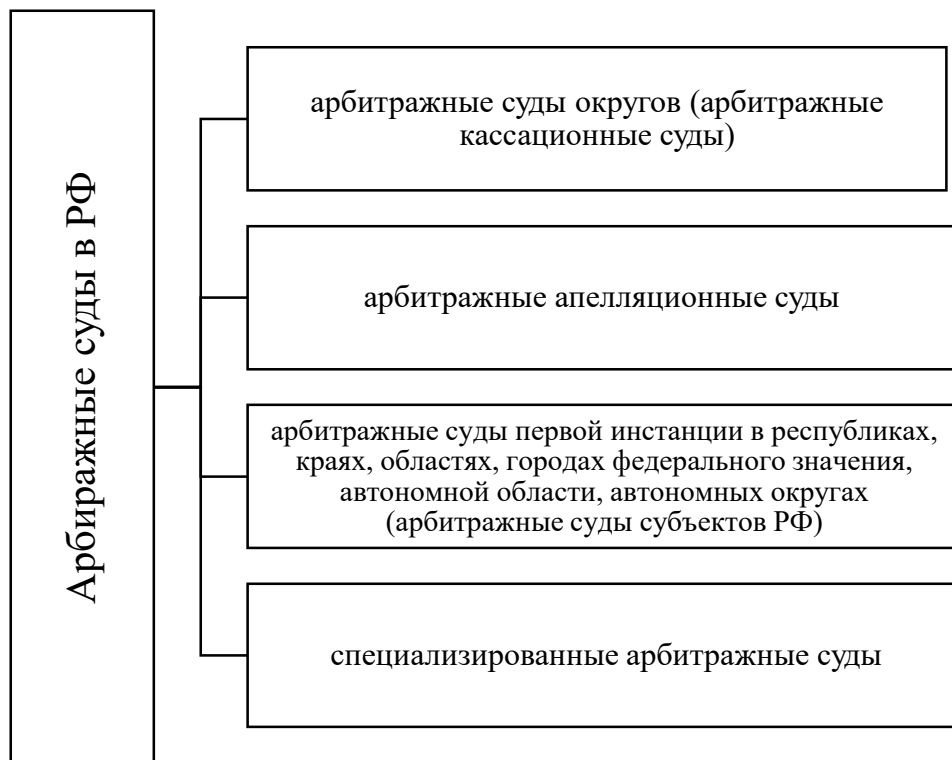 Арбиражные суды в РФ
арбитражные суды округов (арбитражные
кассационные суды)
арбитражные апелляционные суды
арбитражные суды первой инстанции в республиках,
краях, областях, городах федерального значения,
автономной области, автономных округах
(арбитражные суды субъектов РФ)
специализированные арбитражные суды